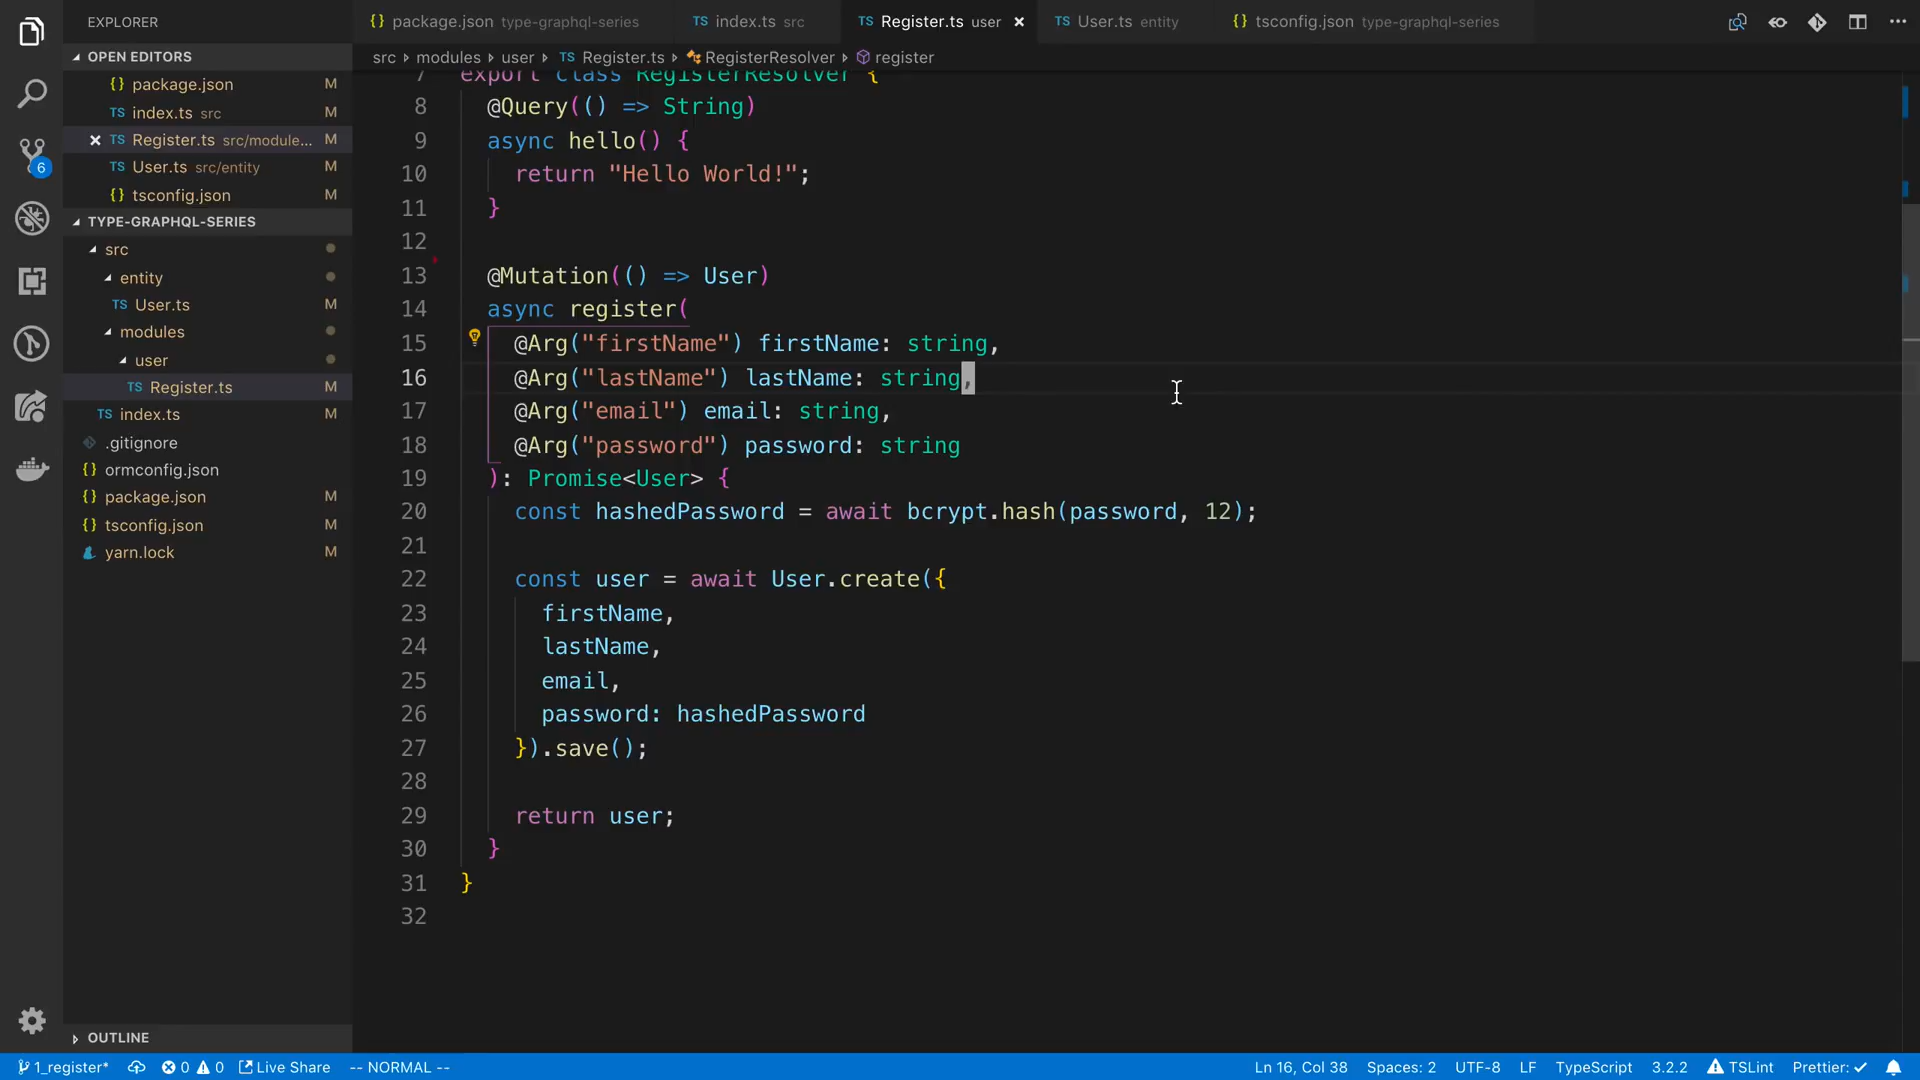 EXPLORER
OPEN EDITORS
{} package.json M
TS index.ts src M
× TS Register.ts src/module... M
TS User.ts src/entity M
{} tsconfig.json M
TYPE-GRAPHQL-SERIES
src
entity
TS User.ts M
modules
user
TS Register.ts M
TS index.ts M
.gitignore
{} ormconfig.json
{} package.json M
{} tsconfig.json M
yarn.lock M
OUTLINE
6
{} package.json type-graphql-series
TS index.ts src
TS Register.ts user ×
TS User.ts entity
{} tsconfig.json type-graphql-series
src > modules > user > TS Register.ts > RegisterResolver > register
7 export class RegisterResolver {
8 @Query(() => String)
9 async hello() {
10 return "Hello World!";
11 }
12
13 @Mutation(() => User)
14 async register(
15 @Arg("firstName") firstName: string,
16 @Arg("lastName") lastName: string,
17 @Arg("email") email: string,
18 @Arg("password") password: string
19 ): Promise<User> {
20 const hashedPassword = await bcrypt.hash(password, 12);
21
22 const user = await User.create({
23 firstName,
24 lastName,
25 email,
26 password: hashedPassword
27 }).save();
28
29 return user;
30 }
31 }
32
1_register* 0 0 Live Share -- NORMAL -- Ln 16, Col 38 Spaces: 2 UTF-8 LF TypeScript 3.2.2 TSLint Prettier: ✓